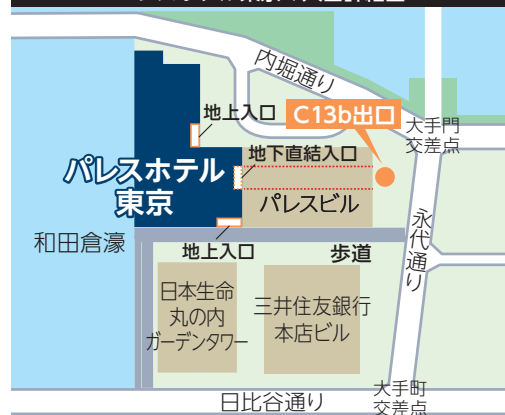 内堀通り
地上入口
C13b出口
大手門
交差点
地下直結入口
パレスホテル
東京
パレスビル
永代通り
和田倉濠
地上入口
歩道
日本生命
丸の内
ガーデンタワー
三井住友銀行
本店ビル
日比谷通り
大手町
交差点